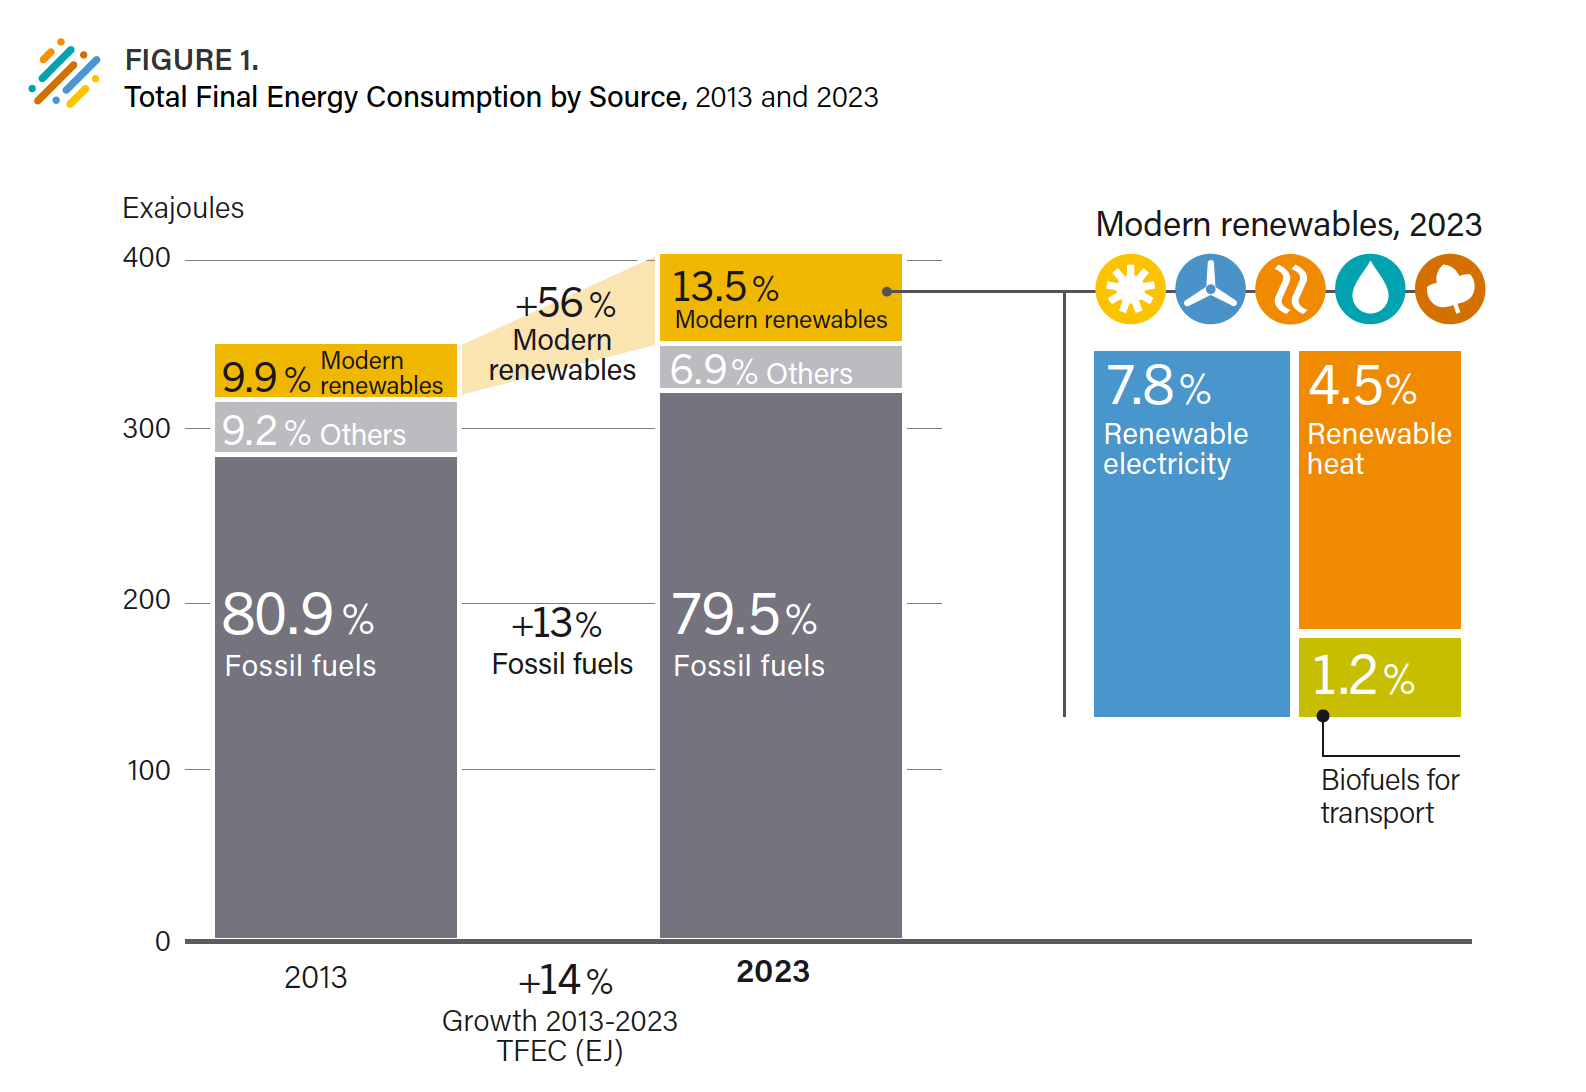 FIGURE 1.
Total Final Energy Consumption by Source, 2013 and 2023
Exajoules
400
300
200
100
0
9.9 % Modern
renewables
9.2 % Others
80.9 %
Fossil fuels
2013
+56 %
Modern
renewables
+13 %
Fossil fuels
+14 %
Growth 2013-2023
TFEC (EJ)
13.5 %
Modern renewables
6.9 % Others
79.5 %
Fossil fuels
2023
Modern renewables, 2023
7.8 %
Renewable
electricity
4.5 %
Renewable
heat
1.2 %
Biofuels for
transport